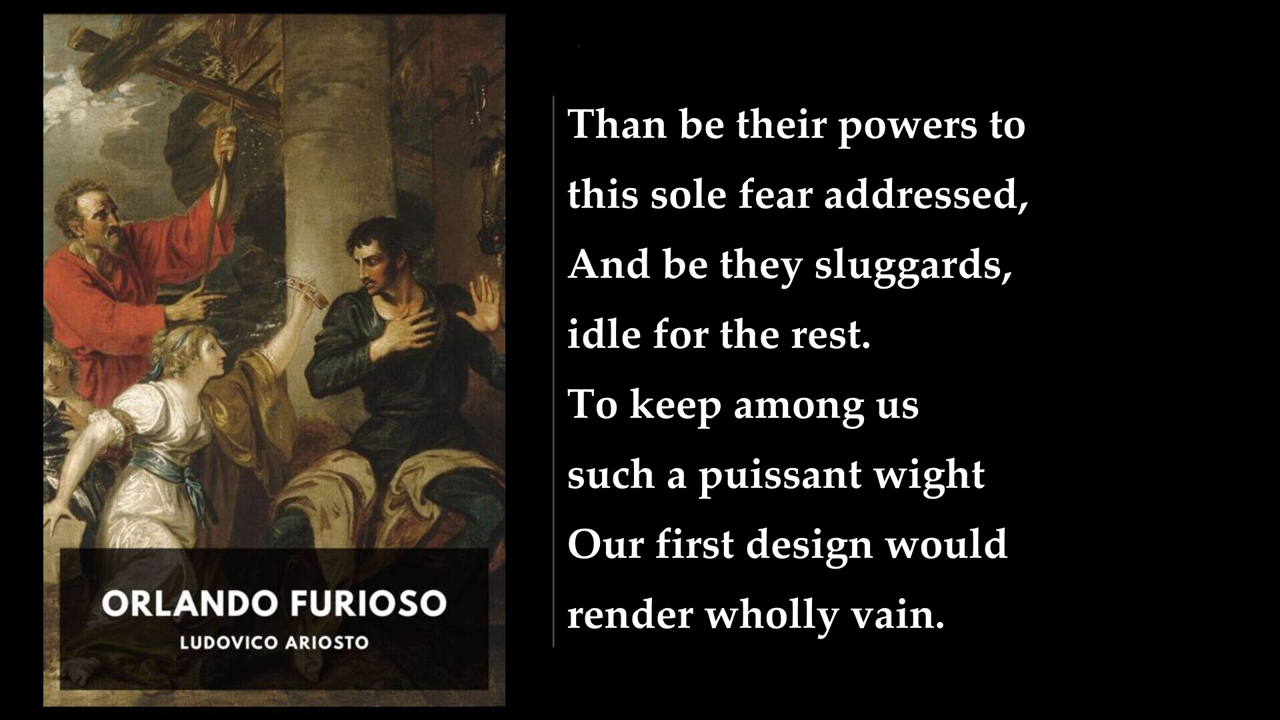 ORLANDO FURIOSO
LUDOVICO ARIOSTO
Than be their powers to
this sole fear addressed,
And be they sluggards,
idle for the rest.
To keep among us
such a puissant wight
Our first design would
render wholly vain.